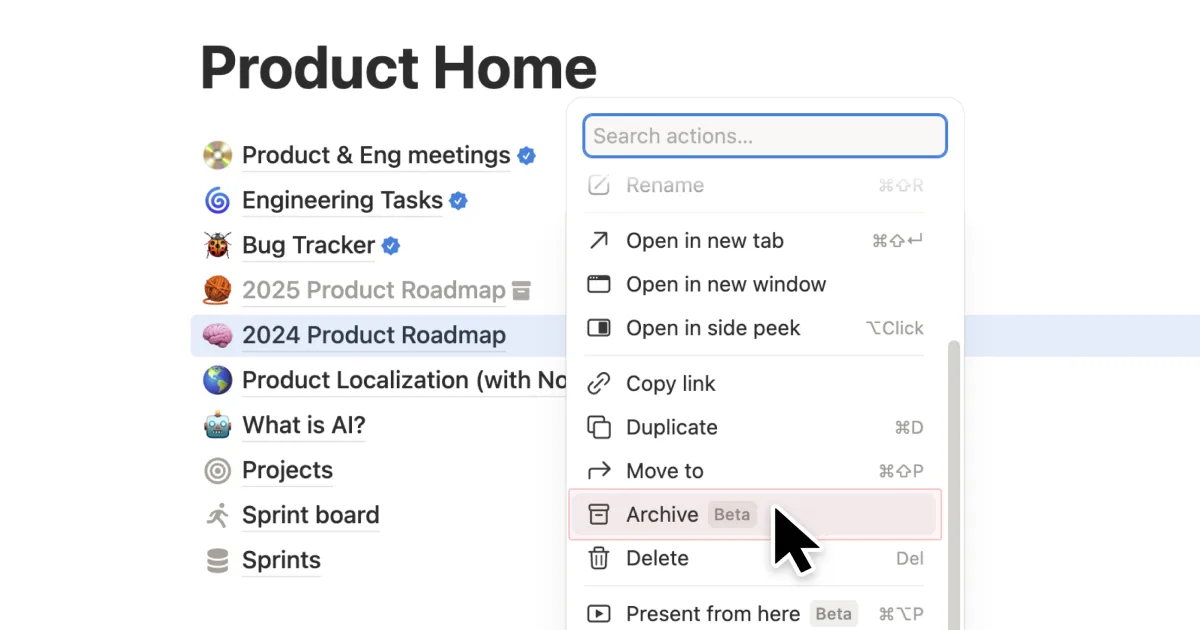 Product Home
Product & Eng meetings
Engineering Tasks
Bug Tracker
2025 Product Roadmap
2024 Product Roadmap
Product Localization (with No
What is AI?
Projects
Sprint board
Sprints
Search actions...
Rename ⌘⇧R
Open in new tab ⌘⇧↵
Open in new window
Open in side peek ⌥Click
Copy link
Duplicate ⌘D
Move to ⌘⇧P
Archive Beta
Delete Del
Present from here Beta ⌘⌥P